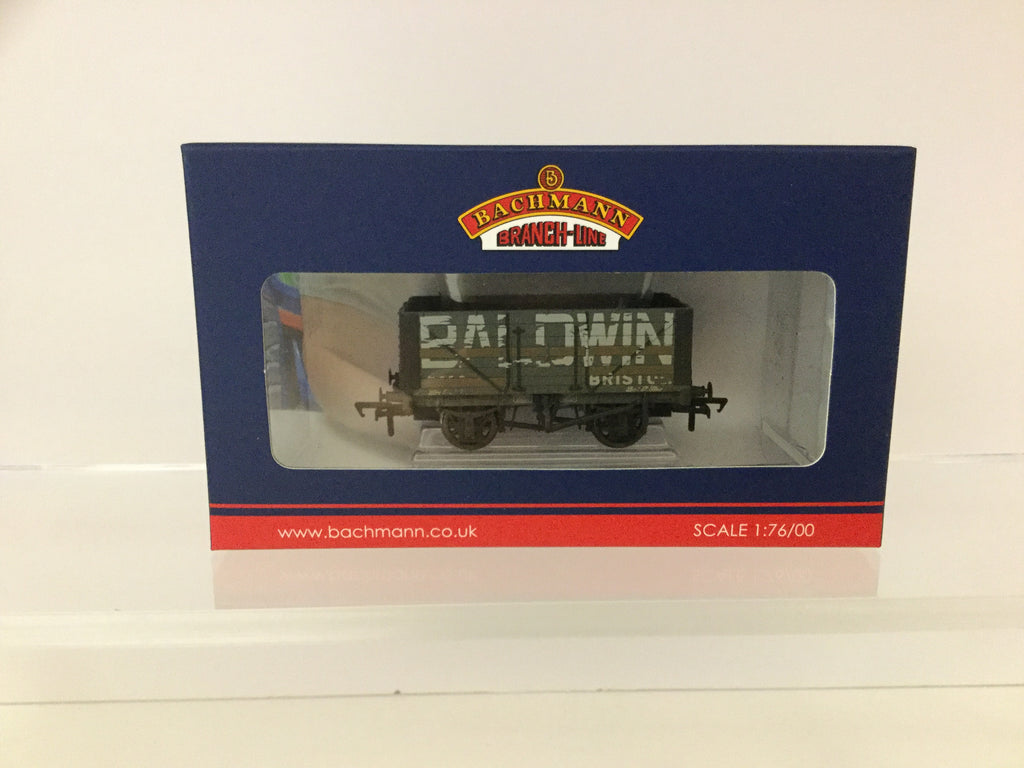 BACHMANN
BRANCH-LINE
BALDWIN
BRISTOL
www.bachmann.co.uk
SCALE 1:76/00